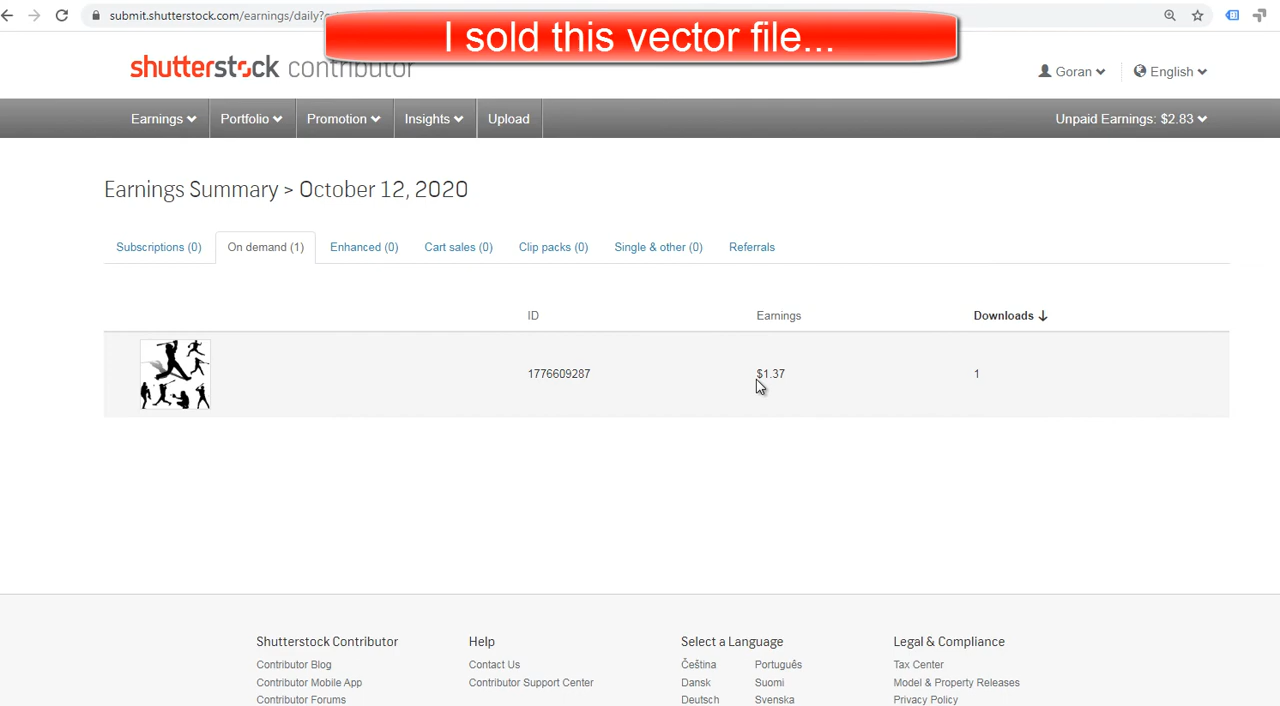 submit.shutterstock.com/earnings/daily?
I sold this vector file...
shutterstock contributor
Goran
English
Earnings
Portfolio
Promotion
Insights
Upload
Unpaid Earnings: $2.83
Earnings Summary > October 12, 2020
Subscriptions (0)
On demand (1)
Enhanced (0)
Cart sales (0)
Clip packs (0)
Single & other (0)
Referrals
ID
Earnings
Downloads
1776609287
$1.37
1
Shutterstock Contributor
Help
Select a Language
Legal & Compliance
Contributor Blog
Contact Us
Čeština
Português
Tax Center
Contributor Mobile App
Contributor Support Center
Dansk
Suomi
Model & Property Releases
Contributor Forums
Deutsch
Svenska
Privacy Policy